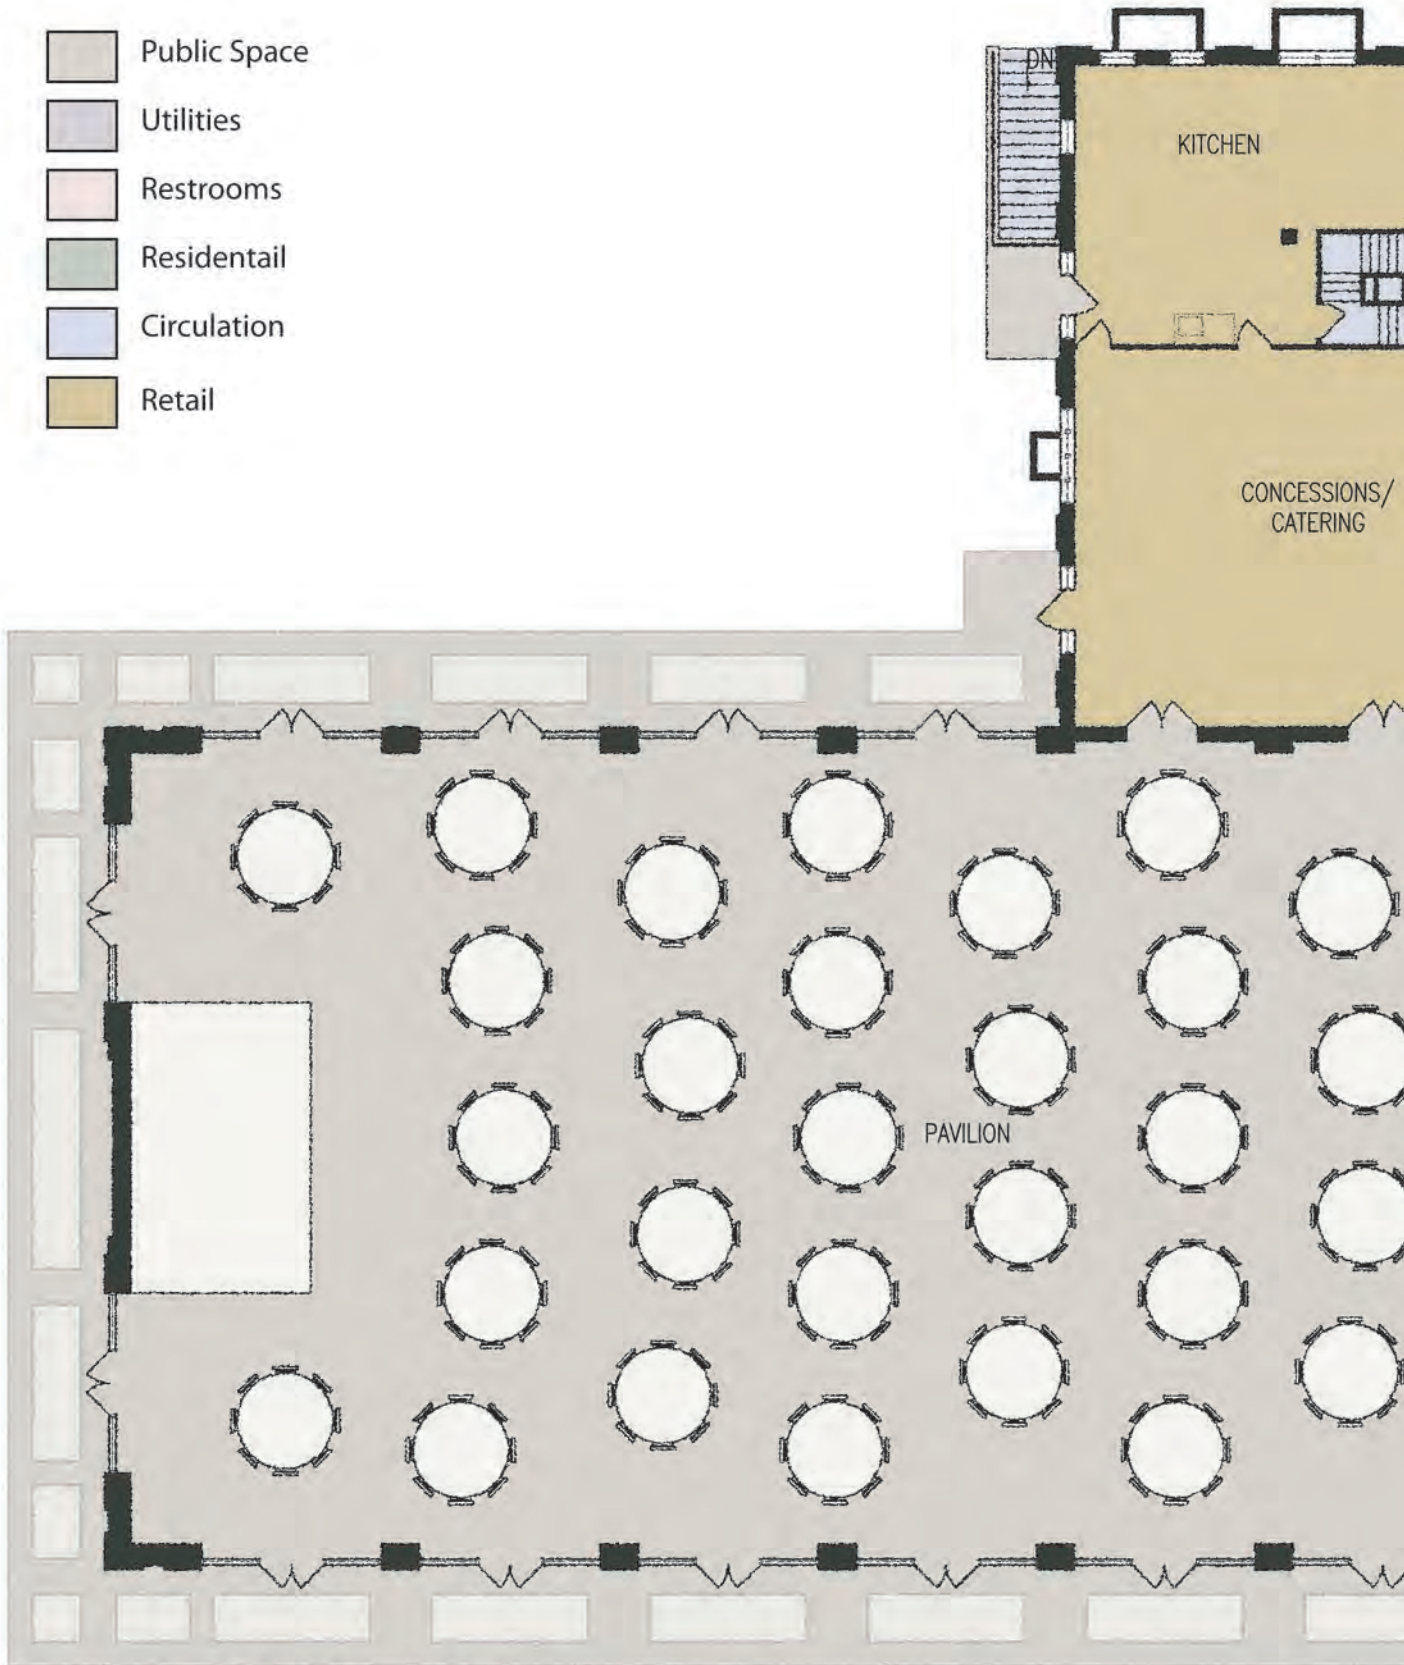 Public Space
Utilities
Restrooms
Residentail
Circulation
Retail
DN
KITCHEN
CONCESSIONS/
CATERING
PAVILION